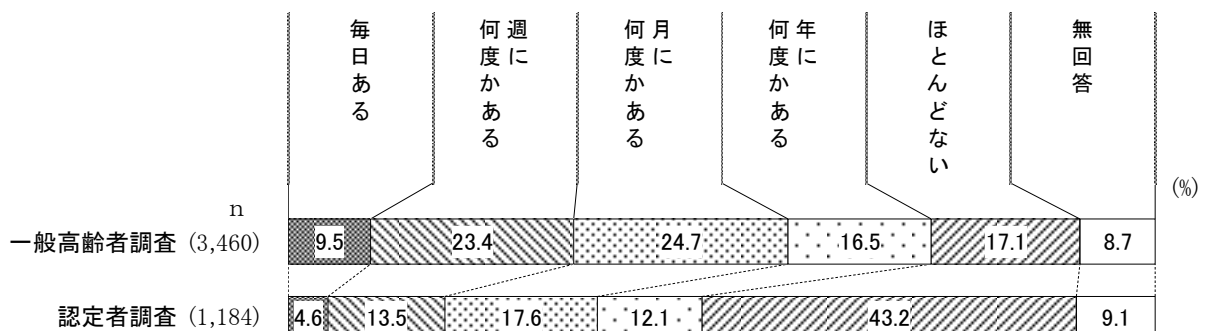 毎日ある
週に何度かある
月に何度かある
年に何度かある
ほとんどない
無回答
(%)
n
一般高齢者調査 (3,460) 9.5 23.4 24.7 16.5 17.1 8.7
認定者調査 (1,184) 4.6 13.5 17.6 12.1 43.2 9.1